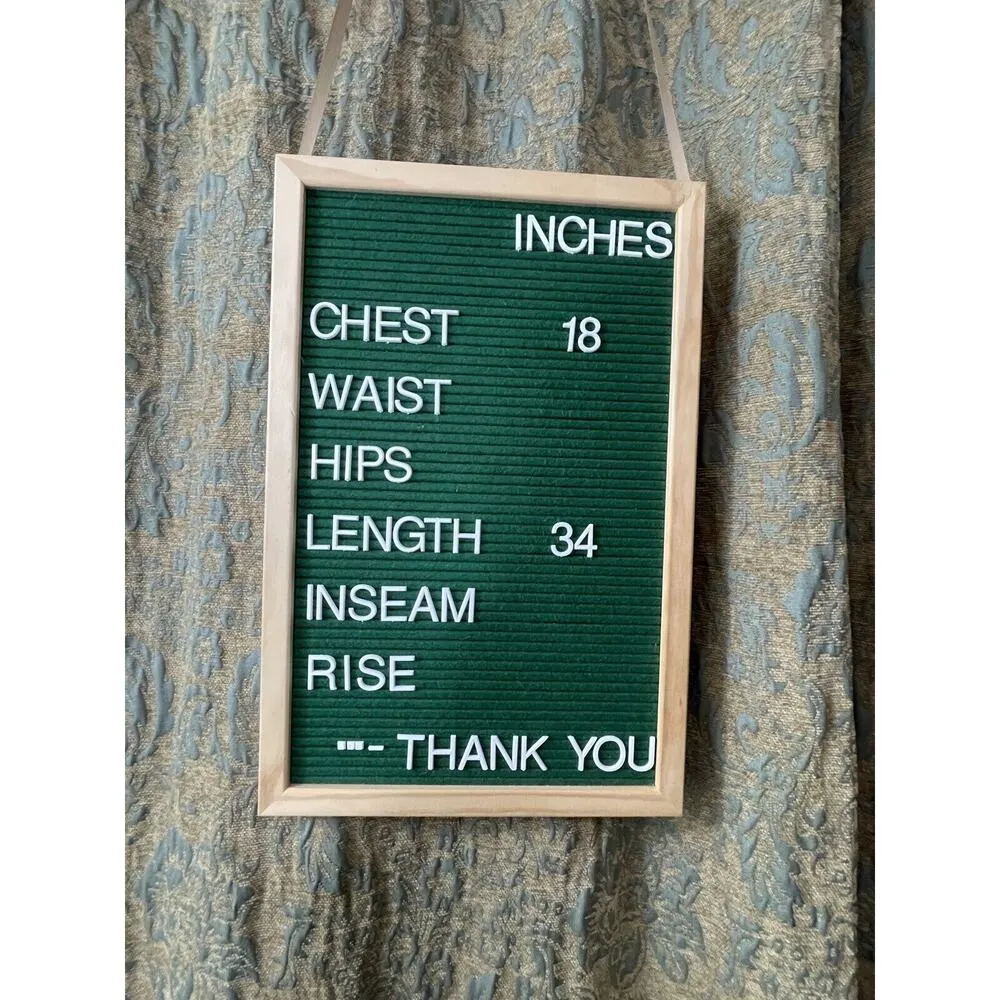 INCHES
CHEST 18
WAIST
HIPS
LENGTH 34
INSEAM
RISE
"'- THANK YOU